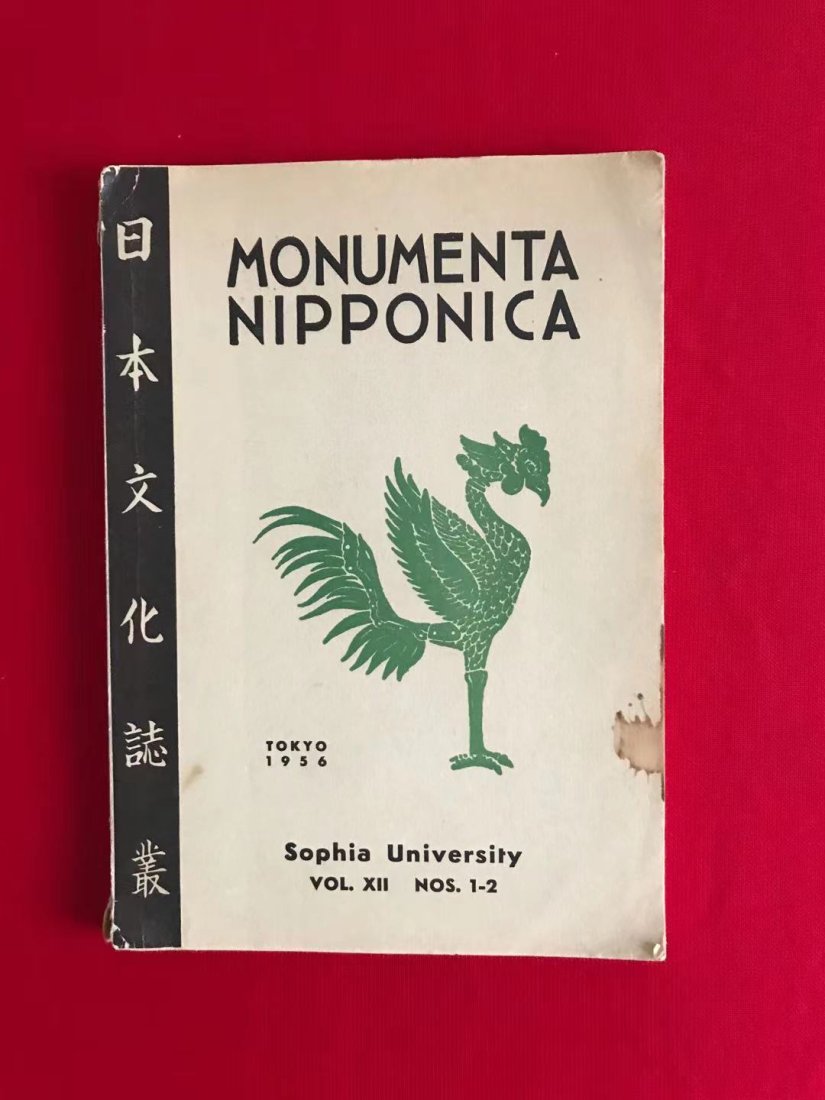 日本文化誌叢
MONUMENTA
NIPPONICA
TOKYO
1956
Sophia University
VOL. XII NOS. 1-2